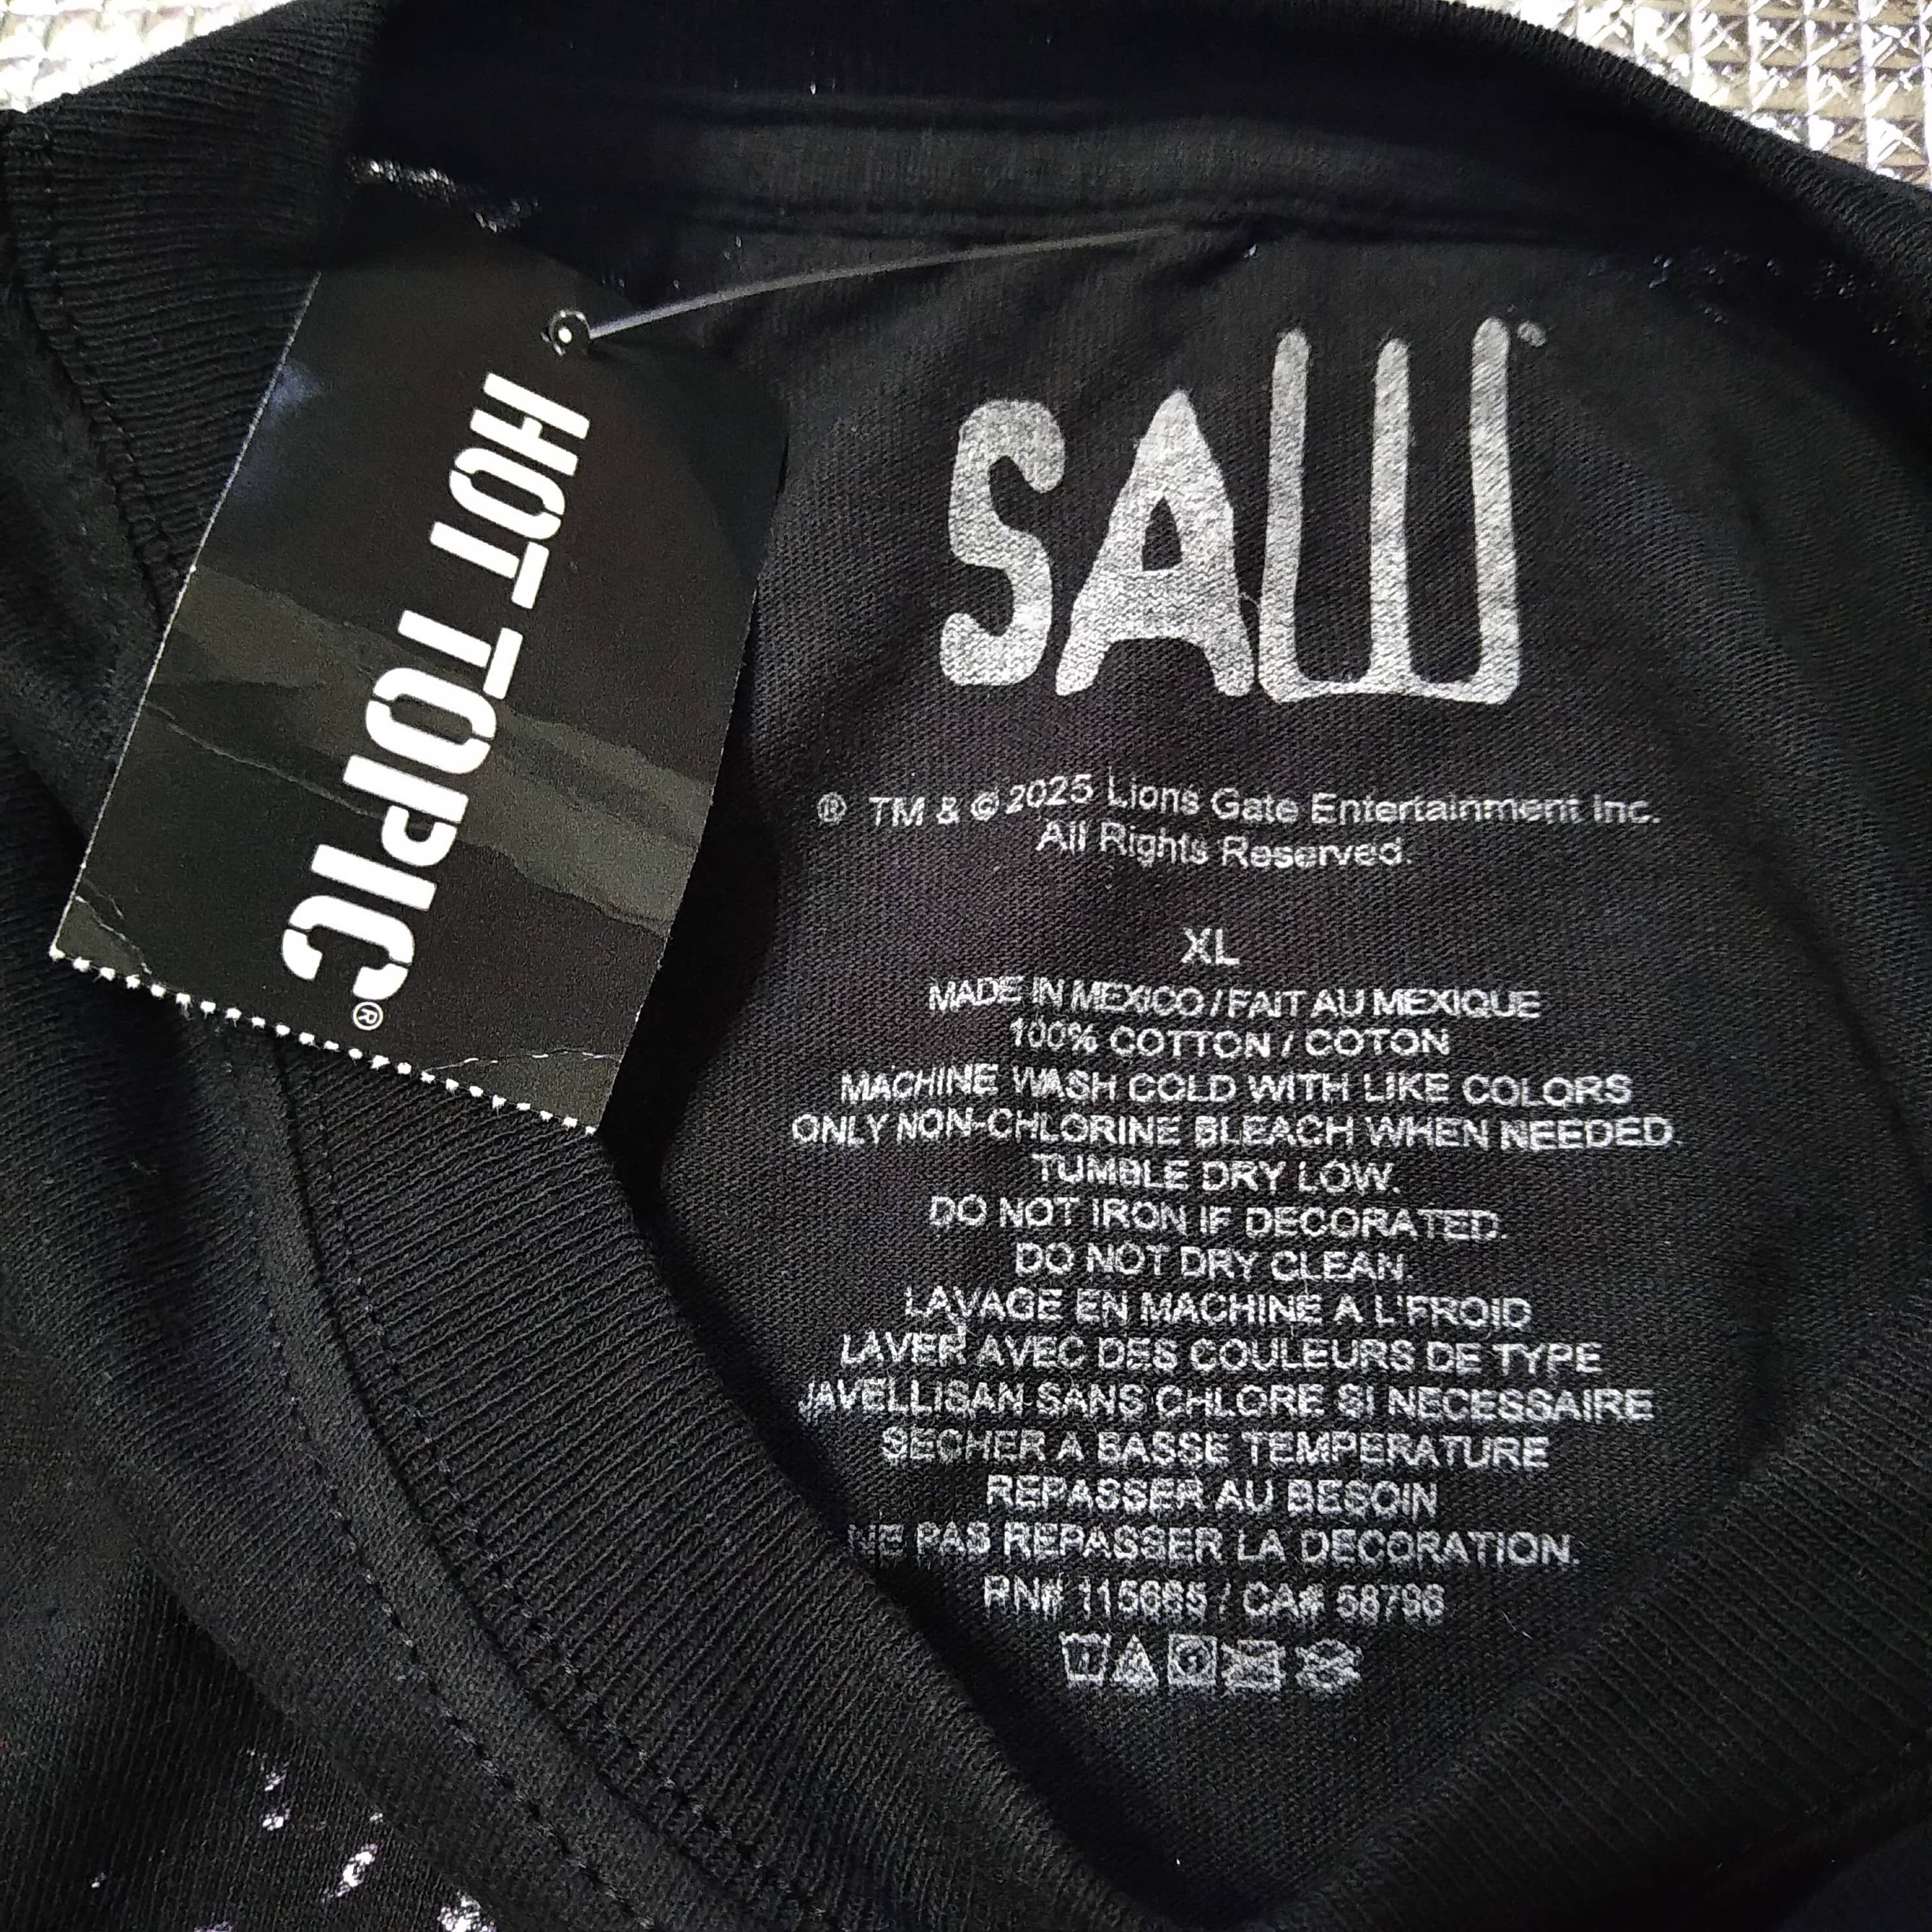 HOT TOPIC®
SAW™
® TM & © 2025 Lions Gate Entertainment Inc.
All Rights Reserved.
XL
MADE IN MEXICO / FAIT AU MEXIQUE
100% COTTON / COTON
MACHINE WASH COLD WITH LIKE COLORS
ONLY NON-CHLORINE BLEACH WHEN NEEDED.
TUMBLE DRY LOW.
DO NOT IRON IF DECORATED.
DO NOT DRY CLEAN.
LAVAGE EN MACHINE A L'FROID
LAVER AVEC DES COULEURS DE TYPE
JAVELLISAN SANS CHLORE SI NECESSAIRE
SECHER A BASSE TEMPERATURE
REPASSER AU BESOIN
NE PAS REPASSER LA DECORATION.
RN# 115665 / CA# 58796